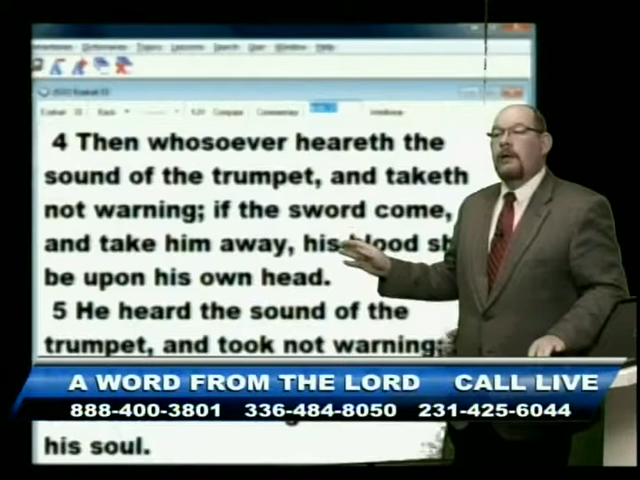 4 Then whosoever heareth the
sound of the trumpet, and taketh
not warning; if the sword come,
and take him away, his blood sh
be upon his own head.
5 He heard the sound of the
trumpet, and took not warning;
A WORD FROM THE LORD CALL LIVE
888-400-3801 336-484-8050 231-425-6044
his soul.